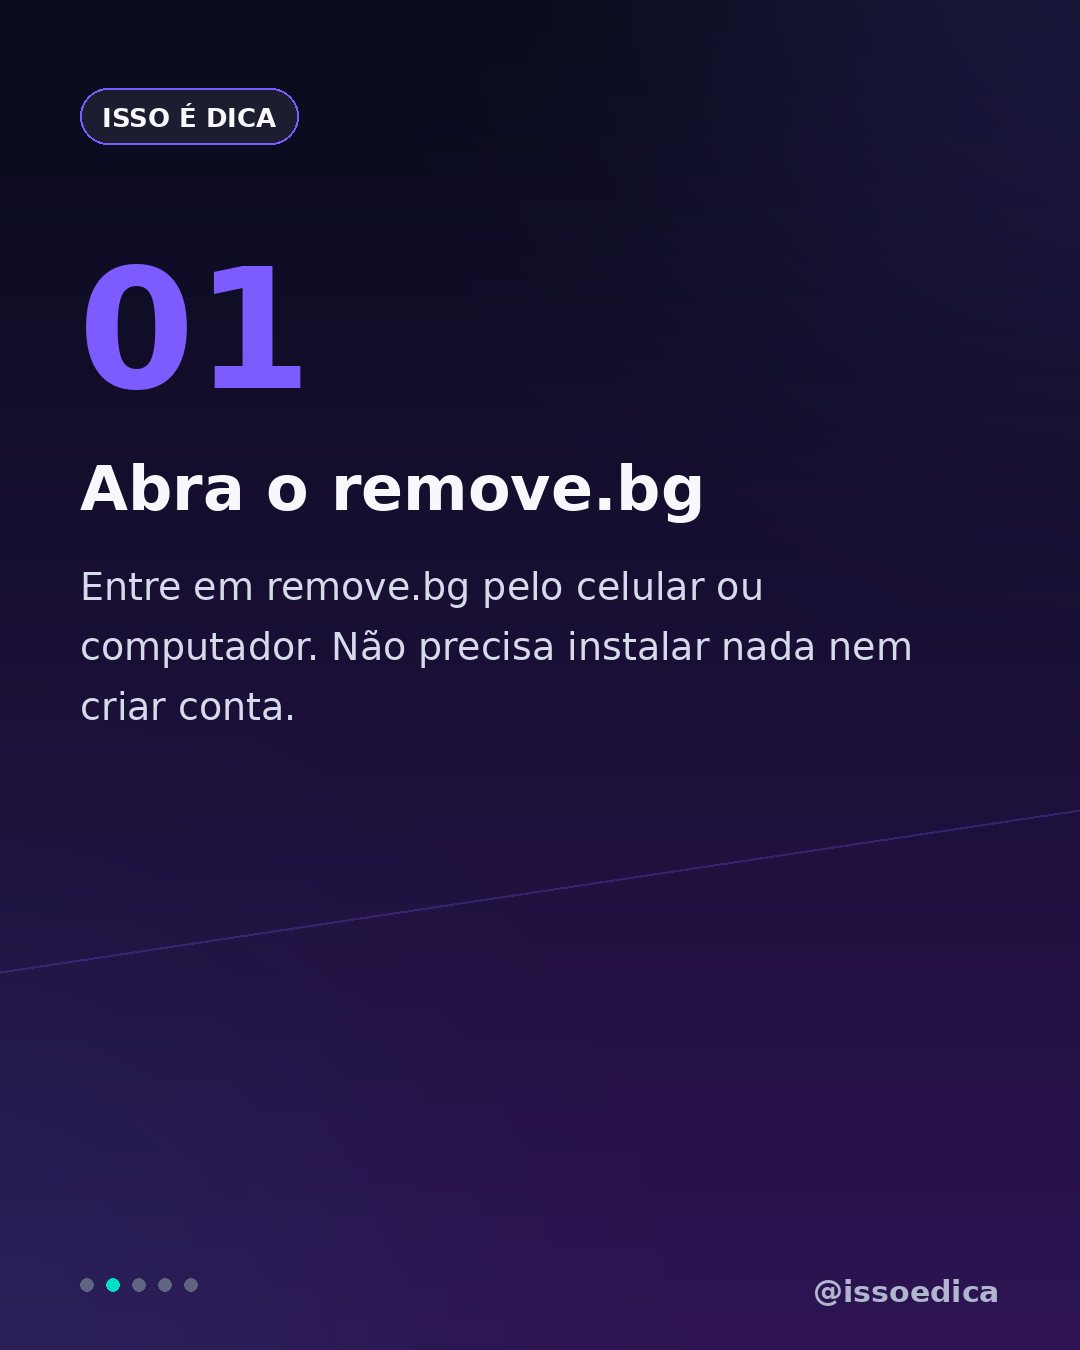 ISSO É DICA
01
Abra o remove.bg
Entre em remove.bg pelo celular ou
computador. Não precisa instalar nada nem
criar conta.
@issoedica